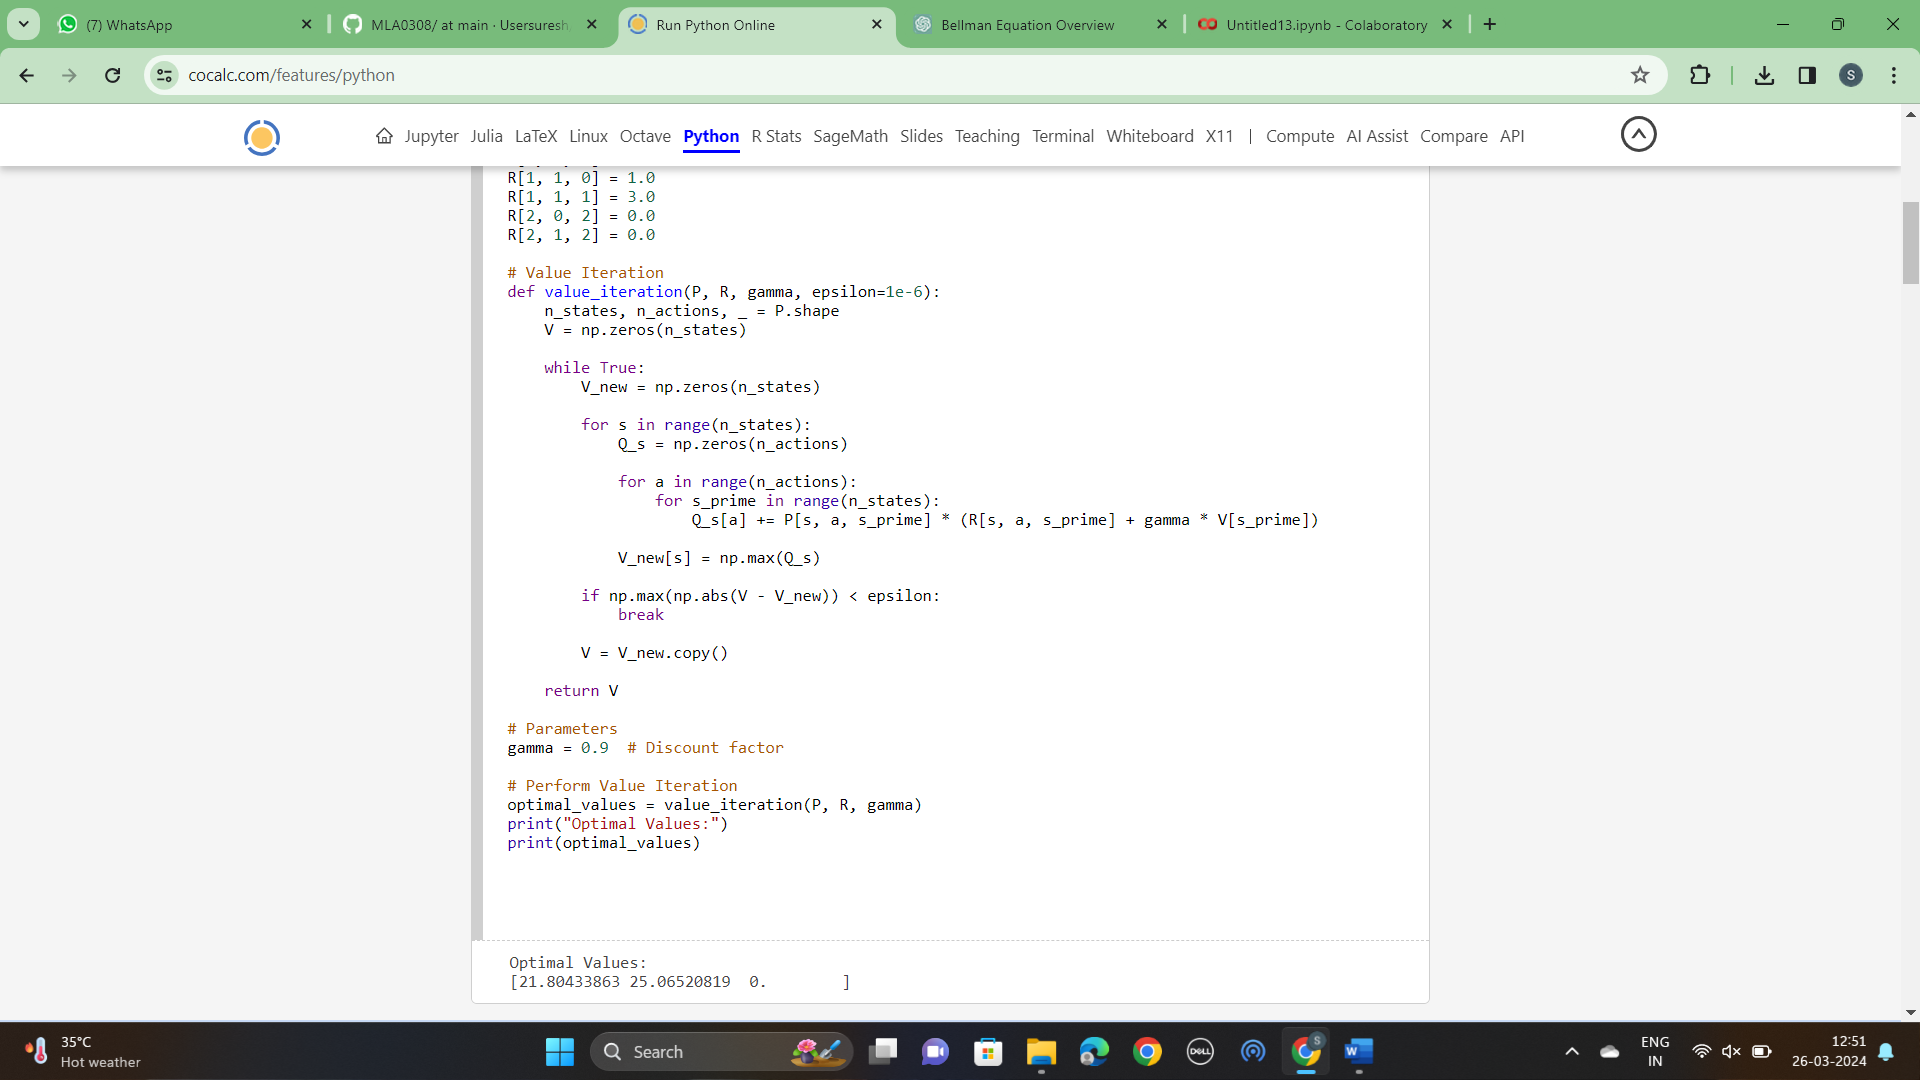 (7) WhatsApp
MLA0308/ at main · Usersuresh
Run Python Online
Bellman Equation Overview
Untitled13.ipynb - Colaboratory
cocalc.com/features/python
S
Jupyter Julia LaTeX Linux Octave Python R Stats SageMath Slides Teaching Terminal Whiteboard X11 | Compute AI Assist Compare API
R[1, 1, 0] = 1.0
R[1, 1, 1] = 3.0
R[2, 0, 2] = 0.0
R[2, 1, 2] = 0.0
# Value Iteration
def value_iteration(P, R, gamma, epsilon=1e-6):
    n_states, n_actions, _ = P.shape
    V = np.zeros(n_states)
    while True:
        V_new = np.zeros(n_states)
        for s in range(n_states):
            Q_s = np.zeros(n_actions)
            for a in range(n_actions):
                for s_prime in range(n_states):
                    Q_s[a] += P[s, a, s_prime] * (R[s, a, s_prime] + gamma * V[s_prime])
            V_new[s] = np.max(Q_s)
        if np.max(np.abs(V - V_new)) < epsilon:
            break
        V = V_new.copy()
    return V
# Parameters
gamma = 0.9  # Discount factor
# Perform Value Iteration
optimal_values = value_iteration(P, R, gamma)
print("Optimal Values:")
print(optimal_values)
Optimal Values:
[21.80433863 25.06520819  0.        ]
35°C
Hot weather
Search
DELL
S
W
ENG
IN
12:51
26-03-2024